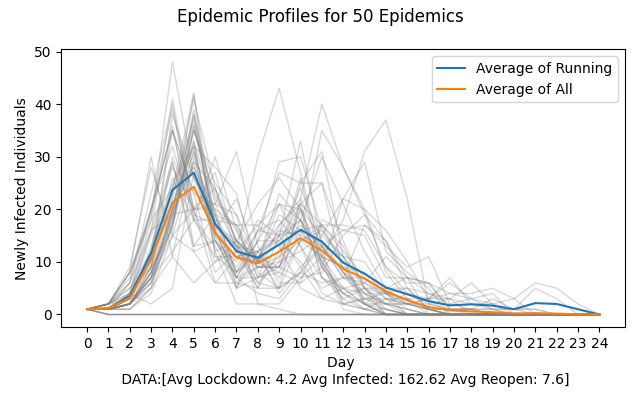 Epidemic Profiles for 50 Epidemics
50
40
30
20
10
0
Newly Infected Individuals
Average of Running
Average of All
0 1 2 3 4 5 6 7 8 9 10 11 12 13 14 15 16 17 18 19 20 21 22 23 24
Day
DATA:[Avg Lockdown: 4.2 Avg Infected: 162.62 Avg Reopen: 7.6]